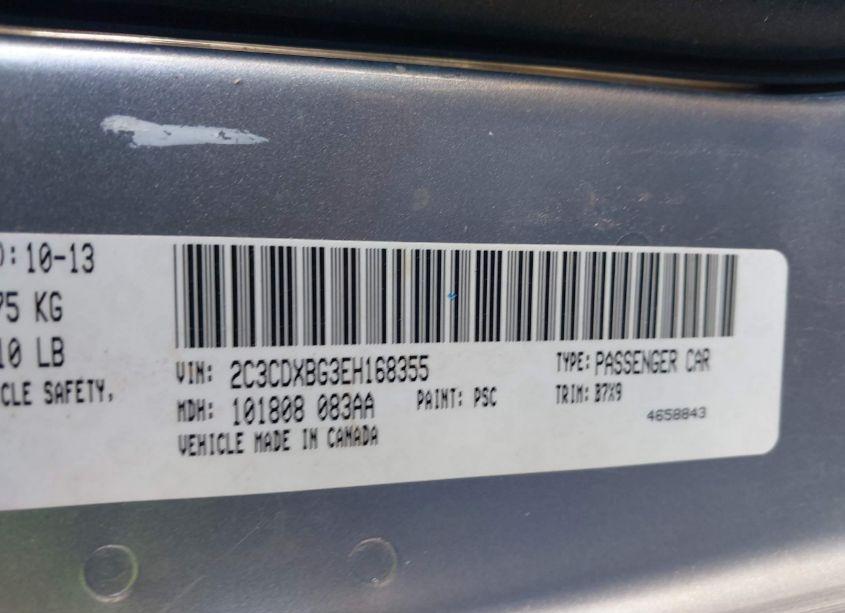 D: 10-13
75 KG
10 LB
CLE SAFETY,
VIN: 2C3CDXBG3EH168355
TYPE: PASSENGER CAR
MDH: 101808 083AA
PAINT: PSC
TRIM: B7X9
VEHICLE MADE IN CANADA
4658843